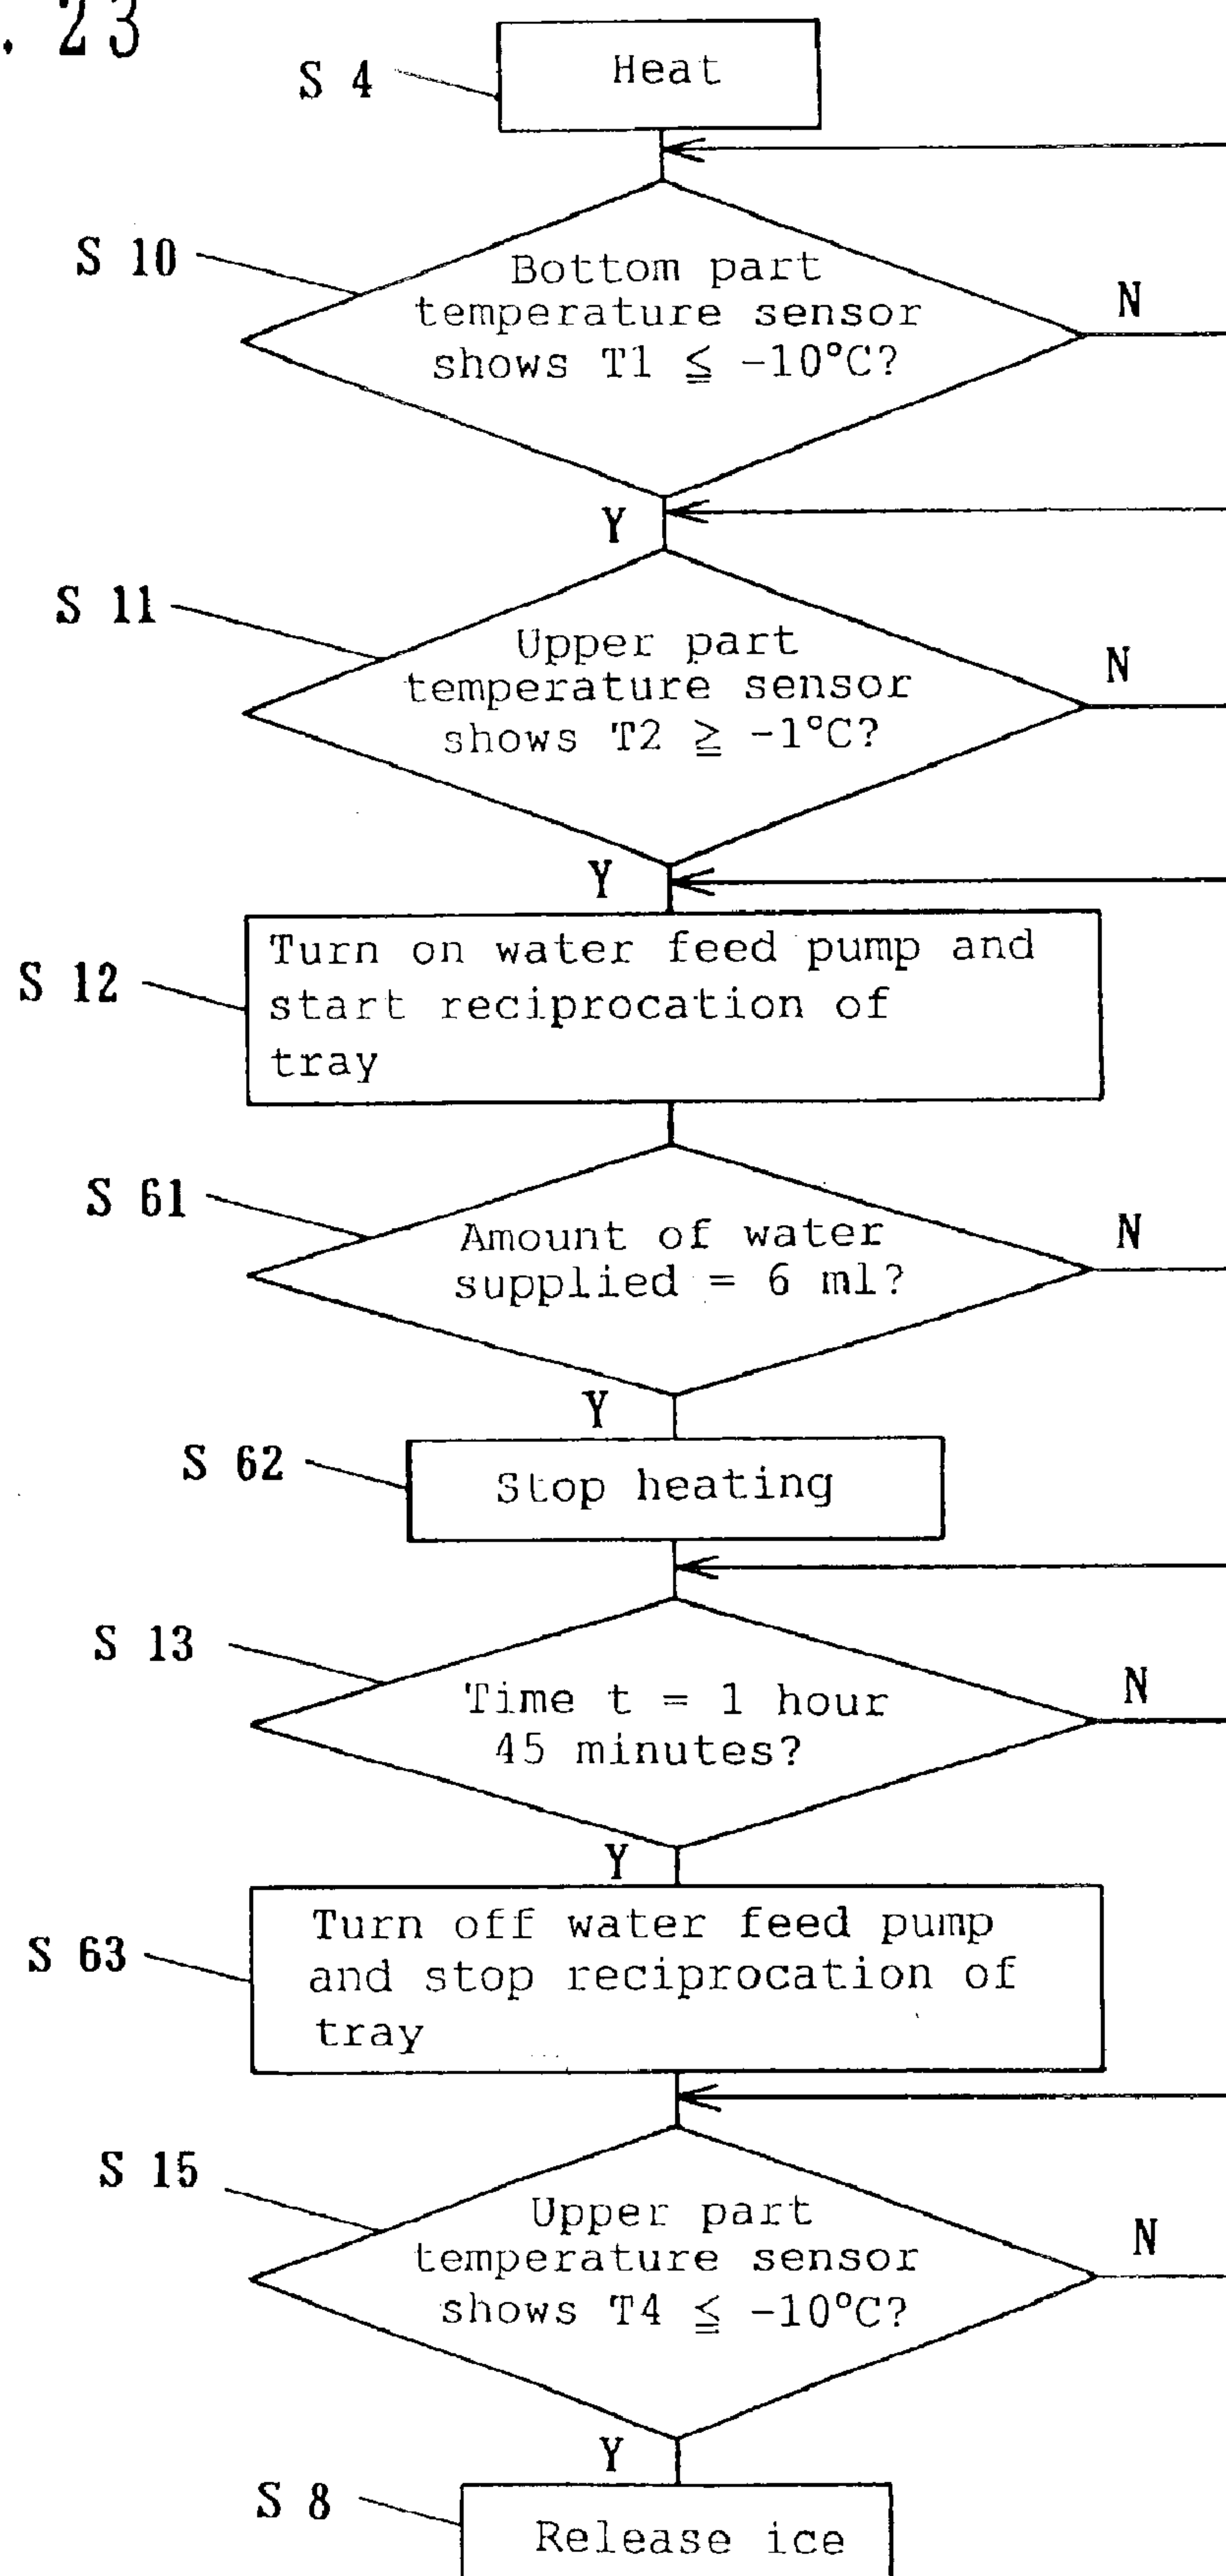 . 23
S 4
Heat
S 10
Bottom part
temperature sensor
shows T1 ≦ -10°C?
N
Y
S 11
Upper part
temperature sensor
shows T2 ≧ -1°C?
N
Y
S 12
Turn on water feed pump and
start reciprocation of
tray
S 61
Amount of water
supplied = 6 ml?
N
Y
S 62
Stop heating
S 13
Time t = 1 hour
45 minutes?
N
Y
S 63
Turn off water feed pump
and stop reciprocation of
tray
S 15
Upper part
temperature sensor
shows T4 ≦ -10°C?
N
Y
S 8
Release ice